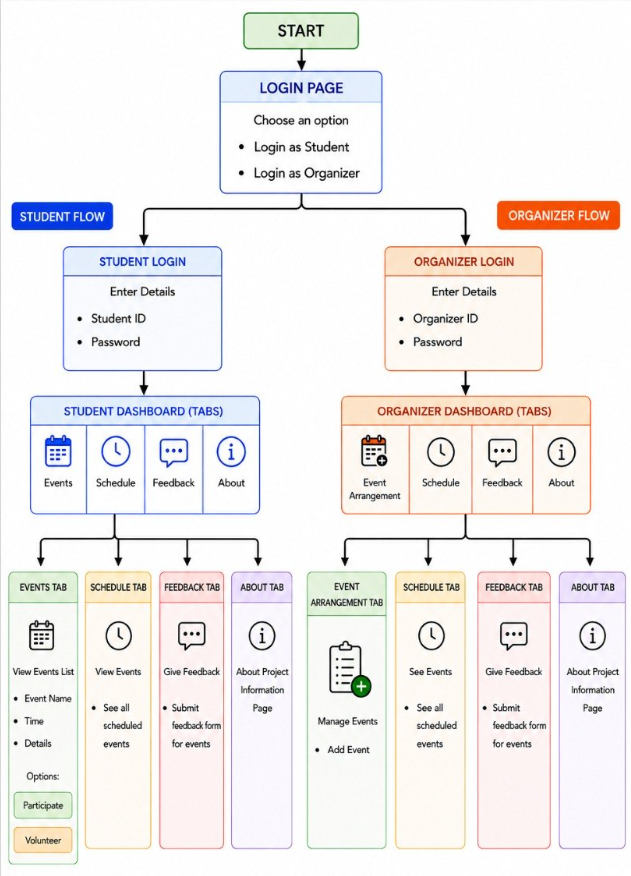 START
LOGIN PAGE
Choose an option
• Login as Student
• Login as Organizer
STUDENT FLOW
ORGANIZER FLOW
STUDENT LOGIN
Enter Details
• Student ID
• Password
ORGANIZER LOGIN
Enter Details
• Organizer ID
• Password
STUDENT DASHBOARD (TABS)
Events
Schedule
Feedback
About
ORGANIZER DASHBOARD (TABS)
Event
Arrangement
Schedule
Feedback
About
EVENTS TAB
View Events List
• Event Name
• Time
• Details
Options:
Participate
Volunteer
SCHEDULE TAB
View Events
• See all
scheduled
events
FEEDBACK TAB
Give Feedback
• Submit
feedback form
for events
ABOUT TAB
About Project
Information
Page
EVENT
ARRANGEMENT TAB
Manage Events
• Add Event
SCHEDULE TAB
See Events
• See all
scheduled
events
FEEDBACK TAB
Give Feedback
• Submit
feedback form
for events
ABOUT TAB
About Project
Information
Page